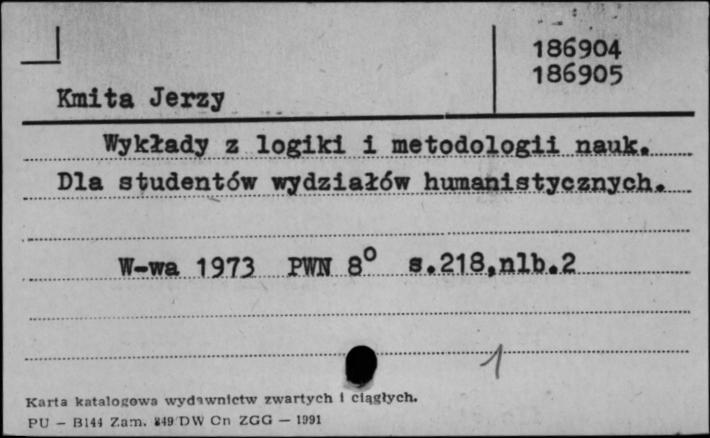 186904
186905
Kmita Jerzy
Wykłady z logiki i metodologii nauk.
Dla studentów wydziałów humanistycznych.
W-wa 1973 PWN 8° s.218,nlb.2
1
Karta katalogowa wydawnictw zwartych i ciągłych.
PU — B144 Zam. 849 DW Cn ZGG — 1991